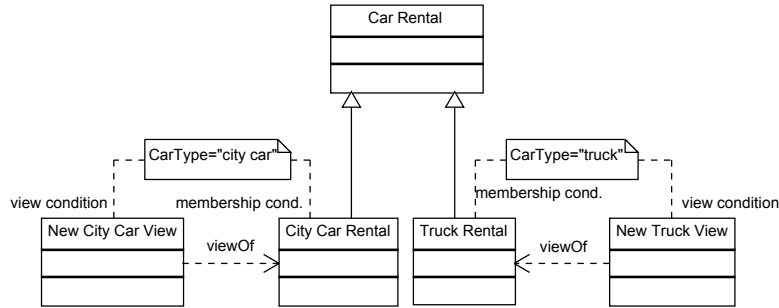 Car Rental
CarType="city car"
CarType="truck"
view condition
membership cond.
membership cond.
view condition
New City Car View
viewOf
City Car Rental
Truck Rental
viewOf
New Truck View